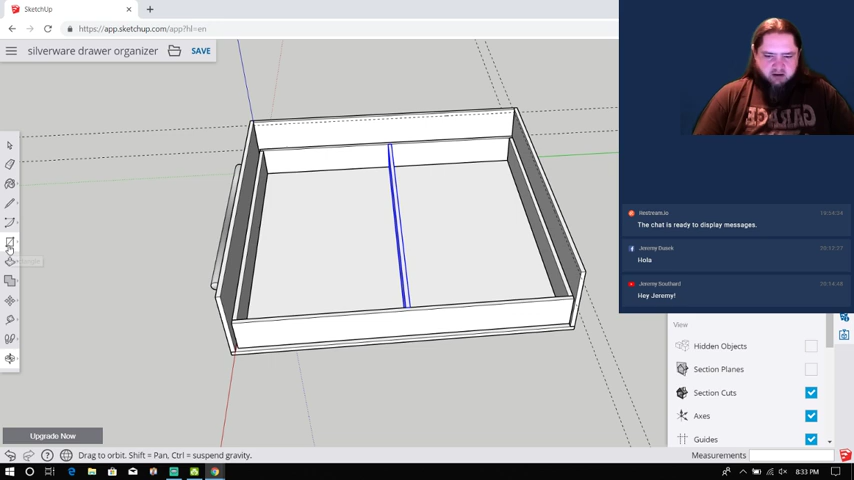 SketchUp
https://app.sketchup.com/app?hl=en
silverware drawer organizer
SAVE
Restream.io
The chat is ready to display messages.
Jeremy Dusek
Hola
Jeremy Southard
Hey Jeremy!
View
Hidden Objects
Section Planes
Section Cuts
Axes
Guides
Upgrade Now
Drag to orbit. Shift = Pan, Ctrl = suspend gravity.
Measurements
8:33 PM